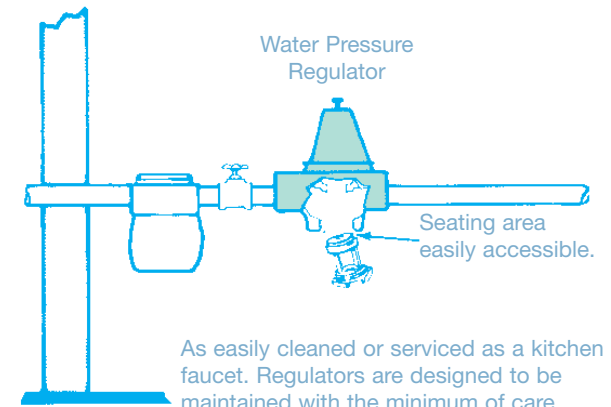 Water Pressure
Regulator
Seating area
easily accessible.
As easily cleaned or serviced as a kitchen
faucet. Regulators are designed to be
maintained with the minimum of care